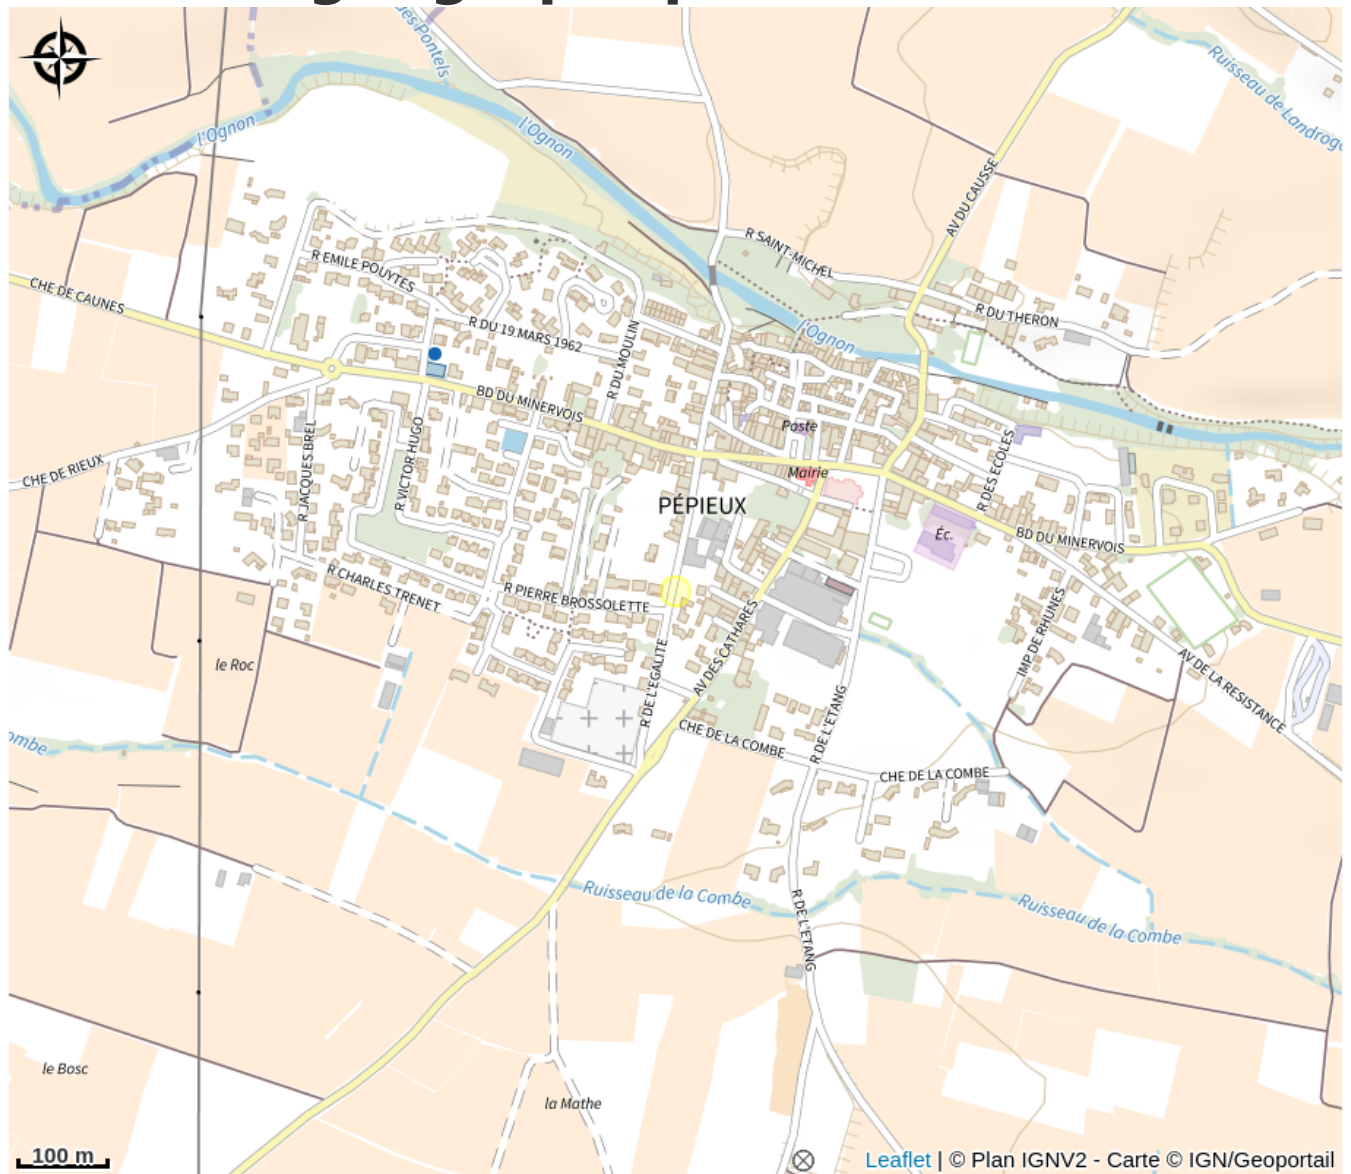 géographique
des Pontels
Ruisseau de Landrog
l'Ognon
l'Ognon
AV DU CAUSSE
R SAINT-MICHEL
R EMILE POUYTES
CHE DE CAUNES
R DU THERON
R DU 19 MARS 1962
l'Ognon
R DU MOULIN
BD DU MINERVOIS
R JACQUES BREL
R VICTOR HUGO
Poste
R DES ECOLES
CHE DE RIEUX
Mairie
PÉPIEUX
Éc.
BD DU MINERVOIS
R CHARLES TRENET
R PIERRE BROSSOLETTE
IMP DE RHUNES
AV DES CATHARES
R DE L'EGALITE
le Roc
AV DE LA RESISTANCE
R DE L'ETANG
ombe
CHE DE LA COMBE
CHE DE LA COMBE
Ruisseau de la Combe
R DE L'ETANG
Ruisseau de la Combe
le Bosc
la Mathe
100 m
Leaflet | © Plan IGNV2 - Carte © IGN/Geoportail